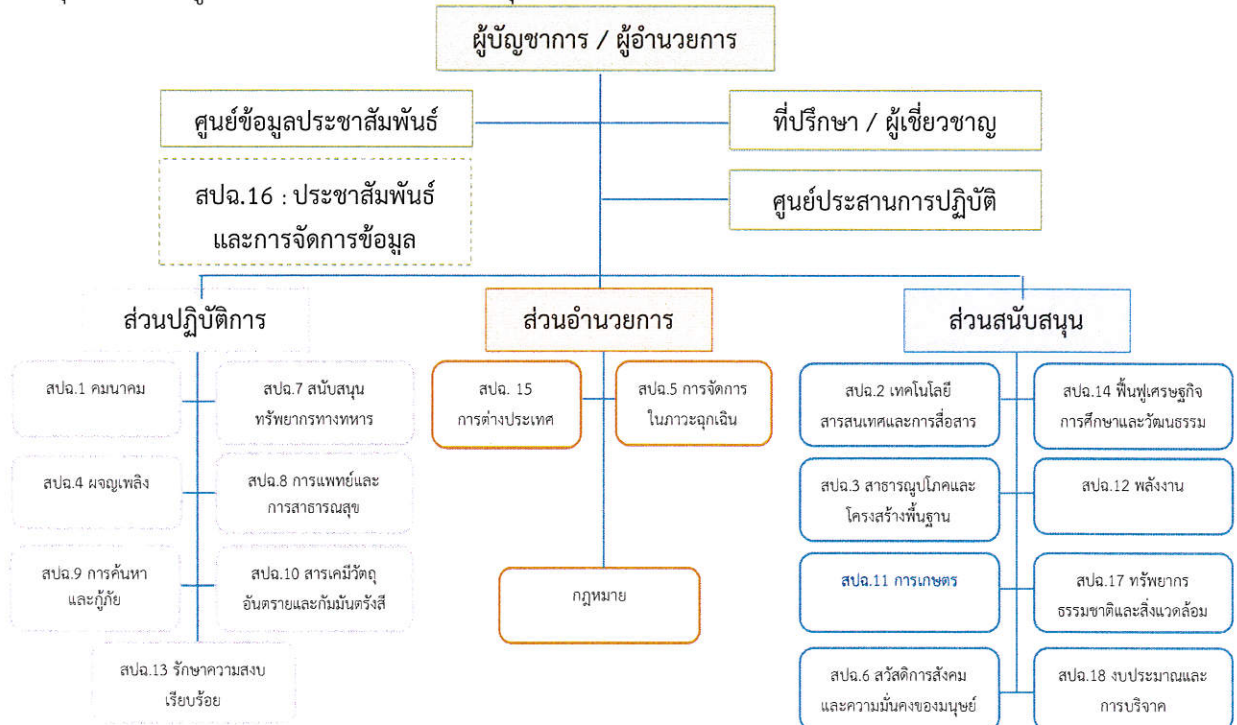 ผู้บัญชาการ / ผู้อำนวยการ
ศูนย์ข้อมูลประชาสัมพันธ์
ที่ปรึกษา / ผู้เชี่ยวชาญ
สปฉ.16 : ประชาสัมพันธ์
และการจัดการข้อมูล
ศูนย์ประสานการปฏิบัติ
ส่วนปฏิบัติการ
ส่วนอำนวยการ
ส่วนสนับสนุน
สปฉ.1 คมนาคม
สปฉ.7 สนับสนุน
ทรัพยากรทางทหาร
สปฉ.4 ผจญเพลิง
สปฉ.8 การแพทย์และ
การสาธารณสุข
สปฉ.9 การค้นหา
และกู้ภัย
สปฉ.10 สารเคมีวัตถุ
อันตรายและกัมมันตรังสี
สปฉ.13 รักษาความสงบ
เรียบร้อย
สปฉ. 15
การต่างประเทศ
สปฉ.5 การจัดการ
ในภาวะฉุกเฉิน
กฎหมาย
สปฉ.2 เทคโนโลยี
สารสนเทศและการสื่อสาร
สปฉ.14 ฟื้นฟูเศรษฐกิจ
การศึกษาและวัฒนธรรม
สปฉ.3 สาธารณูปโภคและ
โครงสร้างพื้นฐาน
สปฉ.12 พลังงาน
สปฉ.11 การเกษตร
สปฉ.17 ทรัพยากร
ธรรมชาติและสิ่งแวดล้อม
สปฉ.6 สวัสดิการสังคม
และความมั่นคงของมนุษย์
สปฉ.18 งบประมาณและ
การบริจาค